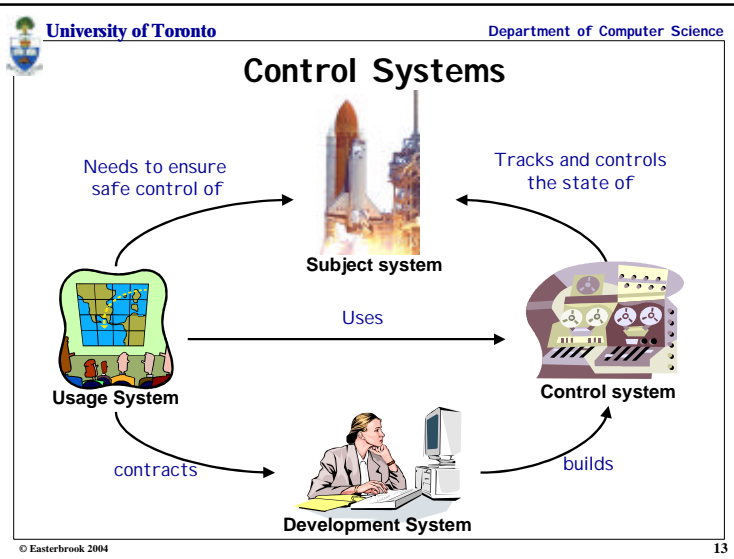 University of Toronto
Department of Computer Science
Control Systems
Needs to ensure
safe control of
Tracks and controls
the state of
Subject system
Uses
Usage System
Control system
contracts
builds
Development System
© Easterbrook 2004
13